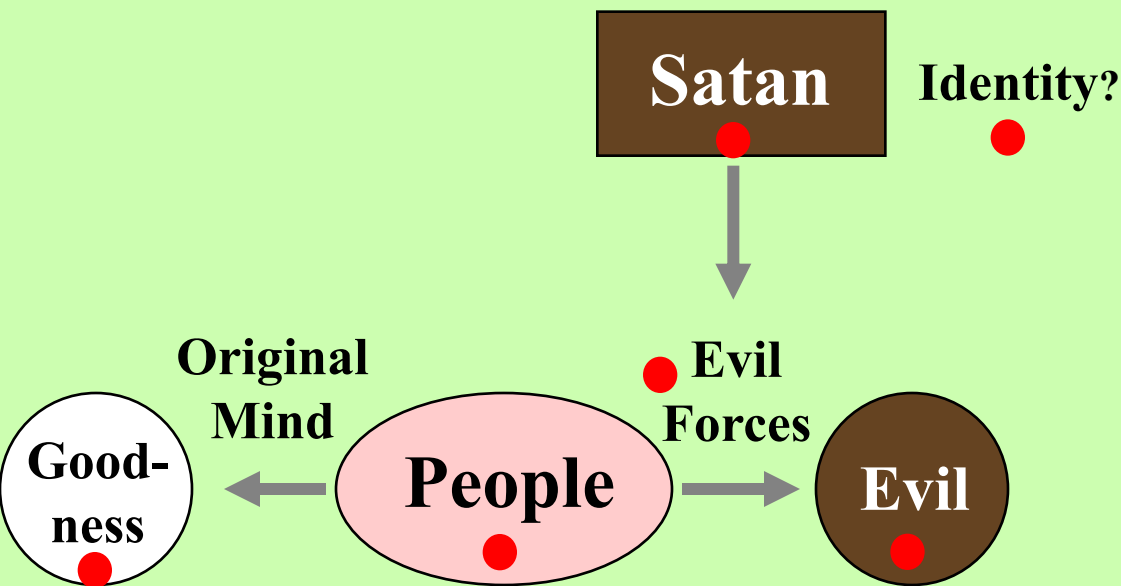 Satan
Identity?
Original
Mind
Evil
Forces
Good-
ness
People
Evil